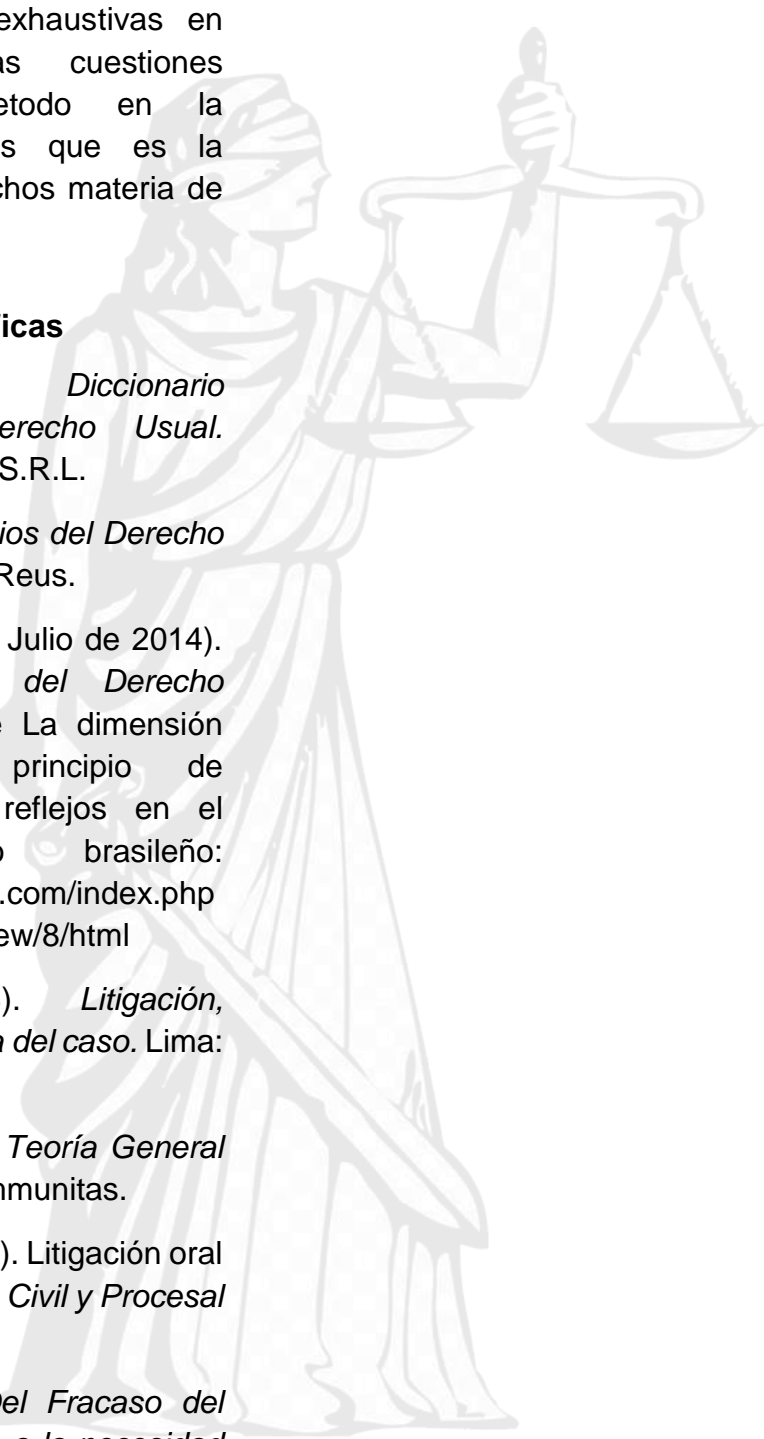 exhaustivas en
as cuestiones
etodo en la
s que es la
chos materia de
icas
Diccionario
erecho Usual.
S.R.L.
ios del Derecho
Reus.
Julio de 2014).
del Derecho
e La dimensión
principio de
reflejos en el
o brasileño:
.com/index.php
ew/8/html
). Litigación,
a del caso. Lima:
Teoría General
nmunitas.
). Litigación oral
Civil y Procesal
Del Fracaso del
a la necesidad